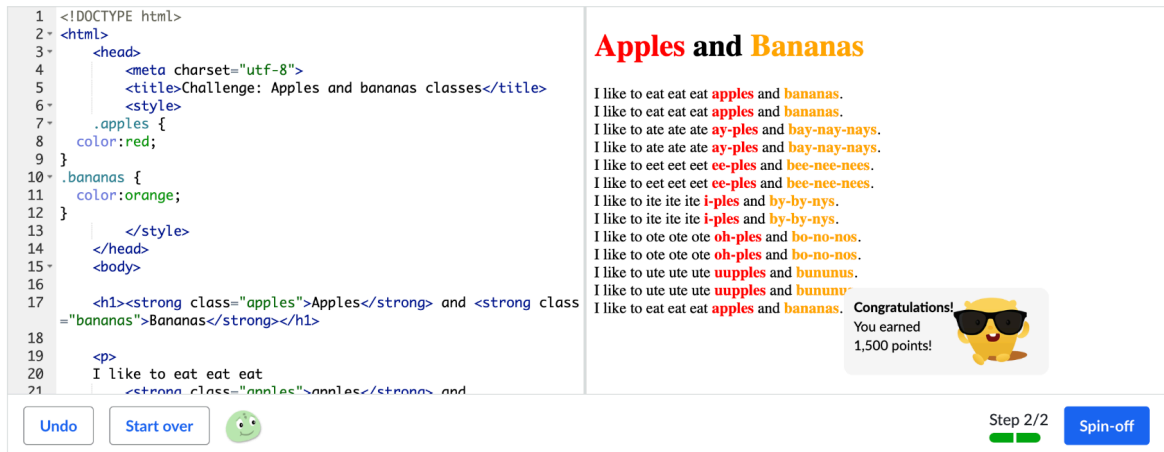 1 <!DOCTYPE html>
2 <html>
3 <head>
4 <meta charset="utf-8">
5 <title>Challenge: Apples and bananas classes</title>
6 <style>
7 .apples {
8 color:red;
9 }
10 .bananas {
11 color:orange;
12 }
13 </style>
14 </head>
15 <body>
16
17 <h1><strong class="apples">Apples</strong> and <strong class
="bananas">Bananas</strong></h1>
18
19 <p>
20 I like to eat eat eat
21 <strong class="apples">apples</strong> and
Apples and Bananas
I like to eat eat eat apples and bananas.
I like to eat eat eat apples and bananas.
I like to ate ate ate ay-ples and bay-nay-nays.
I like to ate ate ate ay-ples and bay-nay-nays.
I like to eet eet eet ee-ples and bee-nee-nees.
I like to eet eet eet ee-ples and bee-nee-nees.
I like to ite ite ite i-ples and by-by-nys.
I like to ite ite ite i-ples and by-by-nys.
I like to ote ote ote oh-ples and bo-no-nos.
I like to ote ote ote oh-ples and bo-no-nos.
I like to ute ute ute uupples and bununus.
I like to ute ute ute uupples and bununus
I like to eat eat eat apples and bananas.
Congratulations!
You earned
1,500 points!
Undo
Start over
Step 2/2
Spin-off